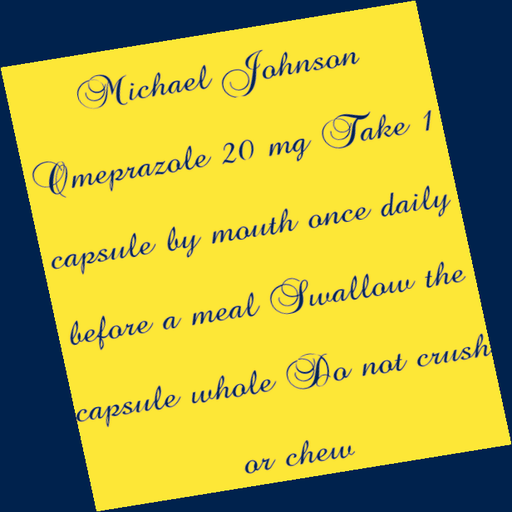 Michael Johnson
Omeprazole 20 mg Take 1
capsule by mouth once daily
before a meal Swallow the
capsule whole Do not crush
or chew